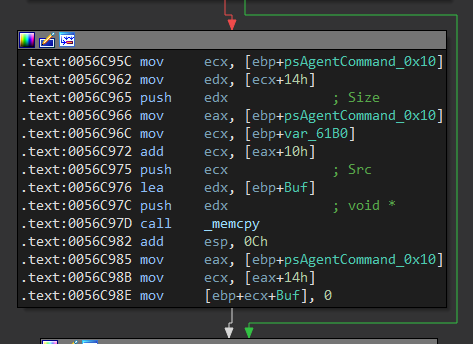 .text:0056C95C mov ecx, [ebp+psAgentCommand_0x10]
.text:0056C962 mov edx, [ecx+14h]
.text:0056C965 push edx ; Size
.text:0056C966 mov eax, [ebp+psAgentCommand_0x10]
.text:0056C96C mov ecx, [ebp+var_61B0]
.text:0056C972 add ecx, [eax+10h]
.text:0056C975 push ecx ; Src
.text:0056C976 lea edx, [ebp+Buf]
.text:0056C97C push edx ; void *
.text:0056C97D call _memcpy
.text:0056C982 add esp, 0Ch
.text:0056C985 mov eax, [ebp+psAgentCommand_0x10]
.text:0056C98B mov ecx, [eax+14h]
.text:0056C98E mov [ebp+ecx+Buf], 0